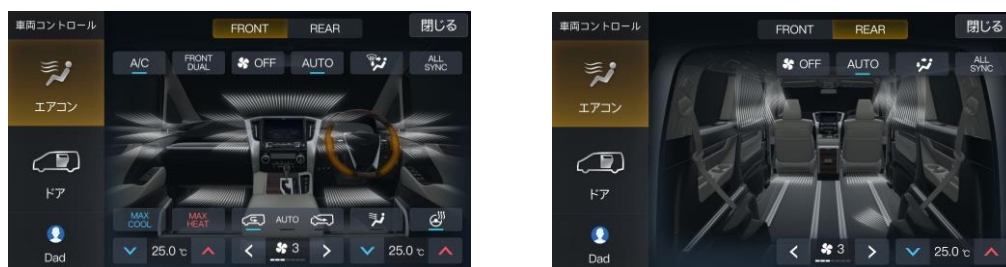 車両コントロール
FRONT
REAR
閉じる
A/C
FRONT
DUAL
OFF
AUTO
ALL
SYNC
エアコン
ドア
MAX
COOL
MAX
HEAT
AUTO
Dad
25.0 ℃
3
25.0 ℃
車両コントロール
FRONT
REAR
閉じる
OFF
AUTO
ALL
SYNC
エアコン
ドア
Dad
3
25.0 ℃